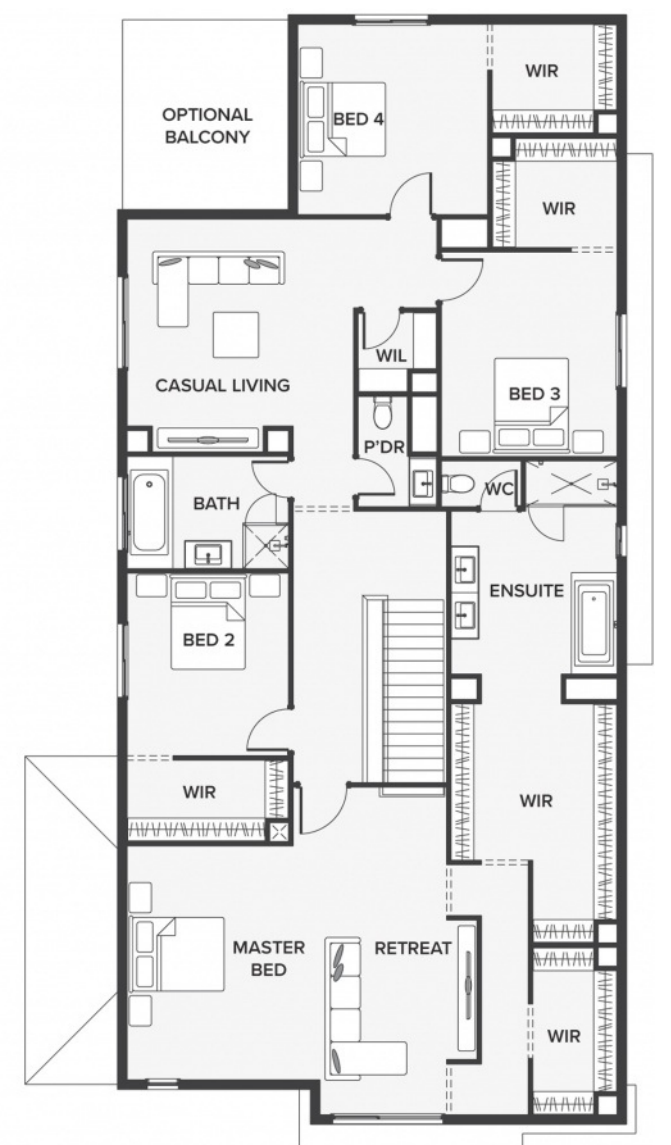 WIR
OPTIONAL
BALCONY
BED 4
WIR
WIL
CASUAL LIVING
BED 3
P'DR
WC
BATH
ENSUITE
BED 2
WIR
WIR
MASTER
BED
RETREAT
WIR